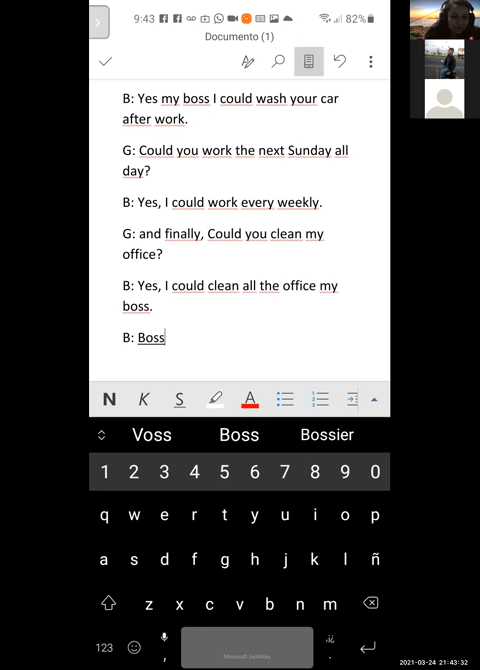 9:43 82%
Documento (1)
B: Yes my boss I could wash your car
after work.
G: Could you work the next Sunday all
day?
B: Yes, I could work every weekly.
G: and finally, Could you clean my
office?
B: Yes, I could clean all the office my
boss.
B: Boss
N K S A
Voss Boss Bossier
1 2 3 4 5 6 7 8 9 0
q w e r t y u i o p
a s d f g h j k l ñ
z x c v b n m
123 , Microsoft SwiftKey .
2021-03-24 21:43:32